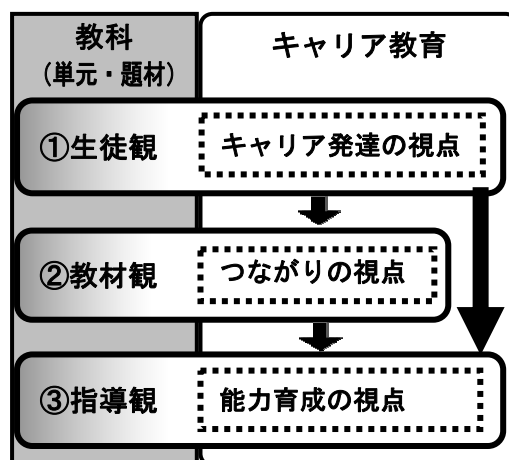 教科
（単元・題材）
キャリア教育
①生徒観
キャリア発達の視点
②教材観
つながりの視点
③指導観
能力育成の視点